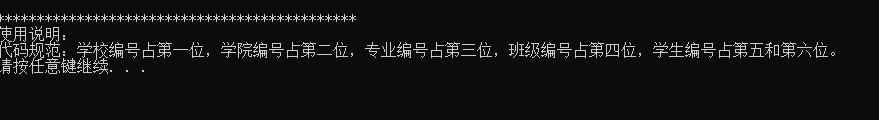 *********************************************
使用说明：
代码规范：学校编号占第一位，学院编号占第二位，专业编号占第三位，班级编号占第四位，学生编号占第五和第六位。
请按任意键继续. . .